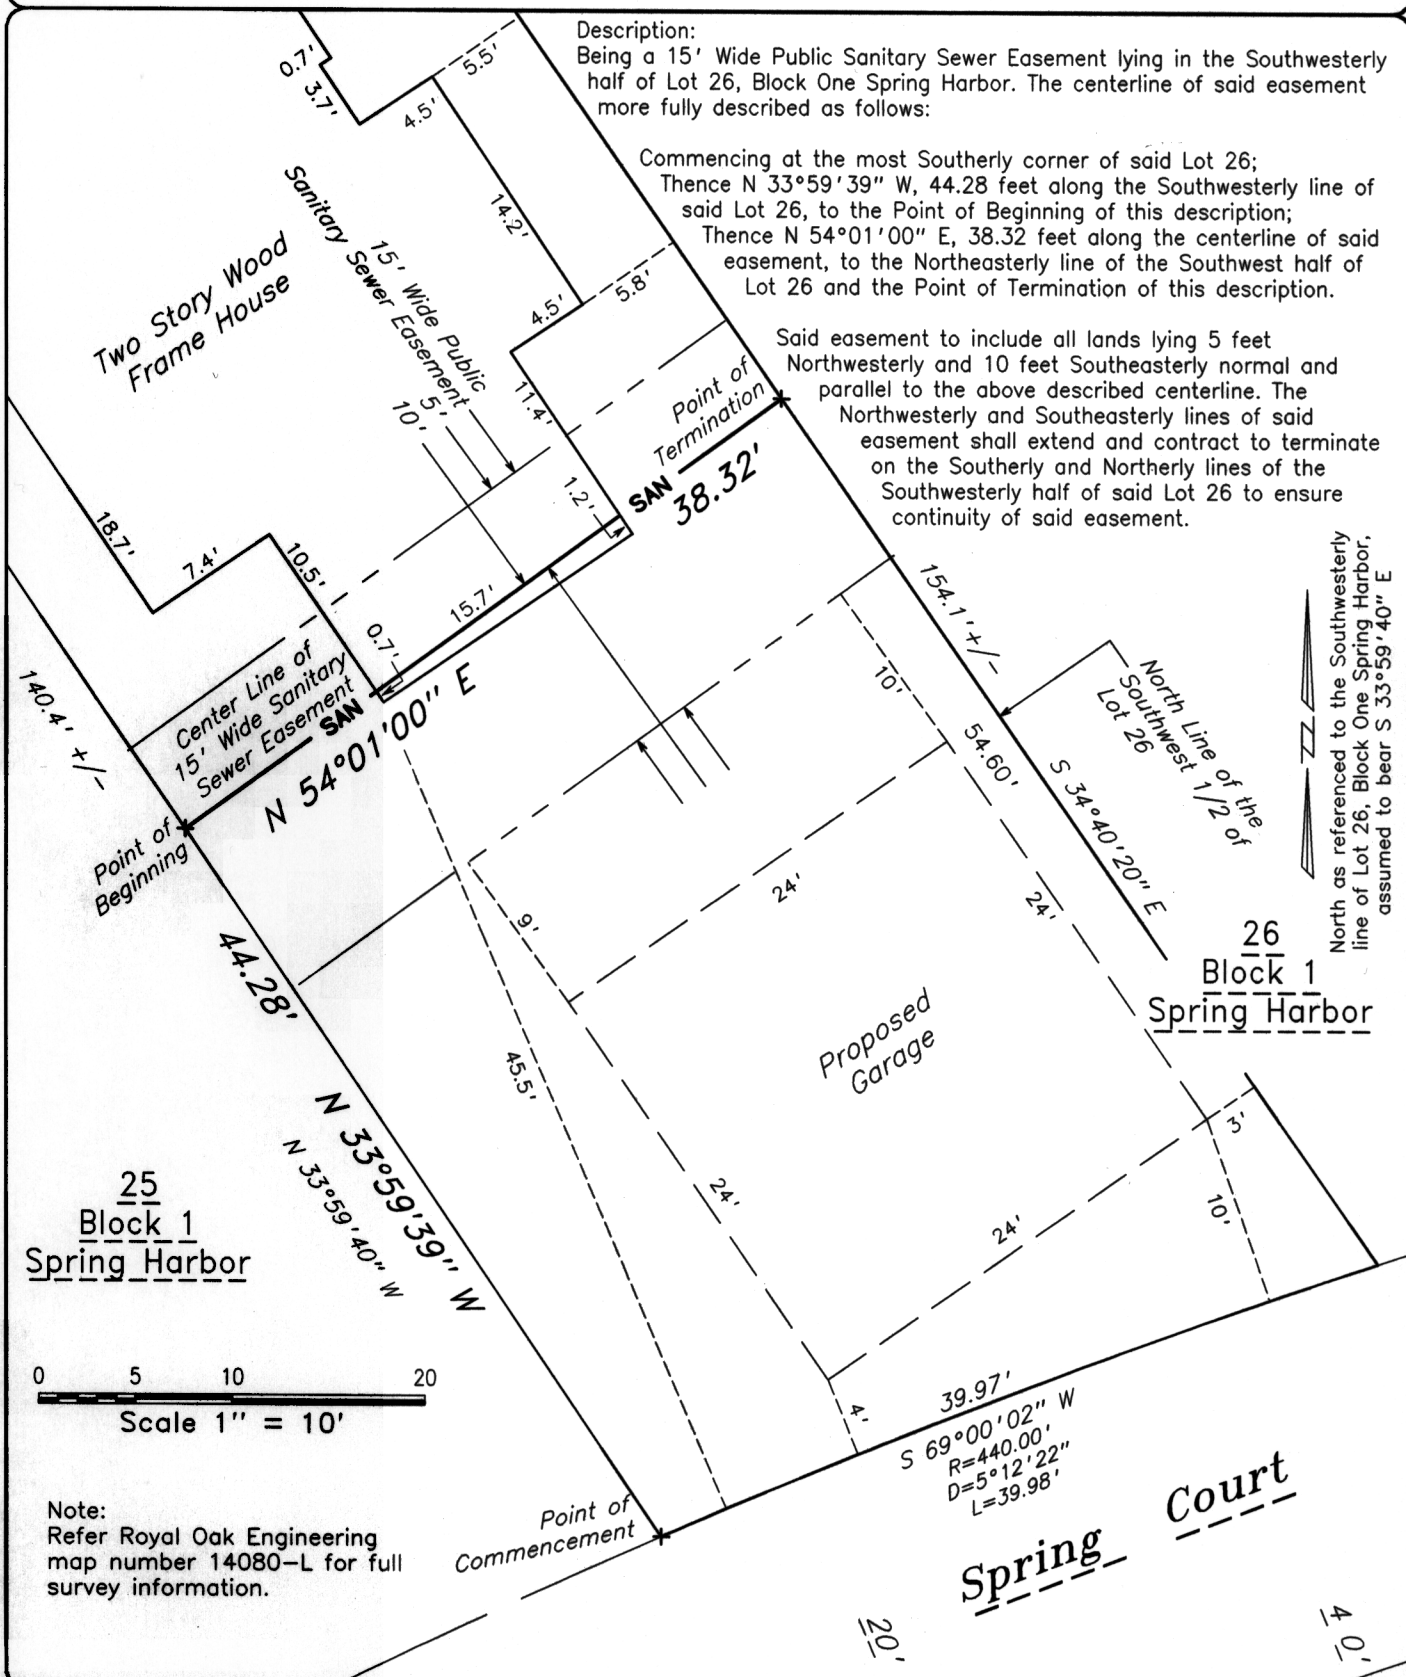 Description:
Being a 15' Wide Public Sanitary Sewer Easement lying in the Southwesterly
half of Lot 26, Block One Spring Harbor. The centerline of said easement
more fully described as follows:
Commencing at the most Southerly corner of said Lot 26;
Thence N 33°59'39" W, 44.28 feet along the Southwesterly line of
said Lot 26, to the Point of Beginning of this description;
Thence N 54°01'00" E, 38.32 feet along the centerline of said
easement, to the Northeasterly line of the Southwest half of
Lot 26 and the Point of Termination of this description.
Said easement to include all lands lying 5 feet
Northwesterly and 10 feet Southeasterly normal and
parallel to the above described centerline. The
Northwesterly and Southeasterly lines of said
easement shall extend and contract to terminate
on the Southerly and Northerly lines of the
Southwesterly half of said Lot 26 to ensure
continuity of said easement.
0.7'
3.7'
4.5'
5.5'
14.2'
Two Story Wood
Frame House
15' Wide Public
Sanitary Sewer Easement
5'
10'
4.5'
5.8'
11.4'
Point of
Termination
1.2'
SAN
38.32'
18.7'
7.4'
10.5'
15.7'
0.7'
Center Line of
15' Wide Sanitary
Sewer Easement
SAN
N 54°01'00" E
140.4' +/-
Point of
Beginning
154.1'+/-
10'
54.60'
S 34°40'20" E
North Line of the
Southwest 1/2 of
Lot 26
North as referenced to the Southwesterly
line of Lot 26, Block One Spring Harbor,
assumed to bear S 33°59'40" E
N
26
Block 1
Spring Harbor
24'
24'
9'
44.28'
45.5'
Proposed
Garage
N 33°59'39" W
N 33°59'40" W
25
Block 1
Spring Harbor
24'
24'
3'
10'
4'
39.97'
S 69°00'02" W
R=440.00'
D=5°12'22"
L=39.98'
0 5 10 20
Scale 1" = 10'
Note:
Refer Royal Oak Engineering
map number 14080-L for full
survey information.
Point of
Commencement
Spring Court
20'
40'